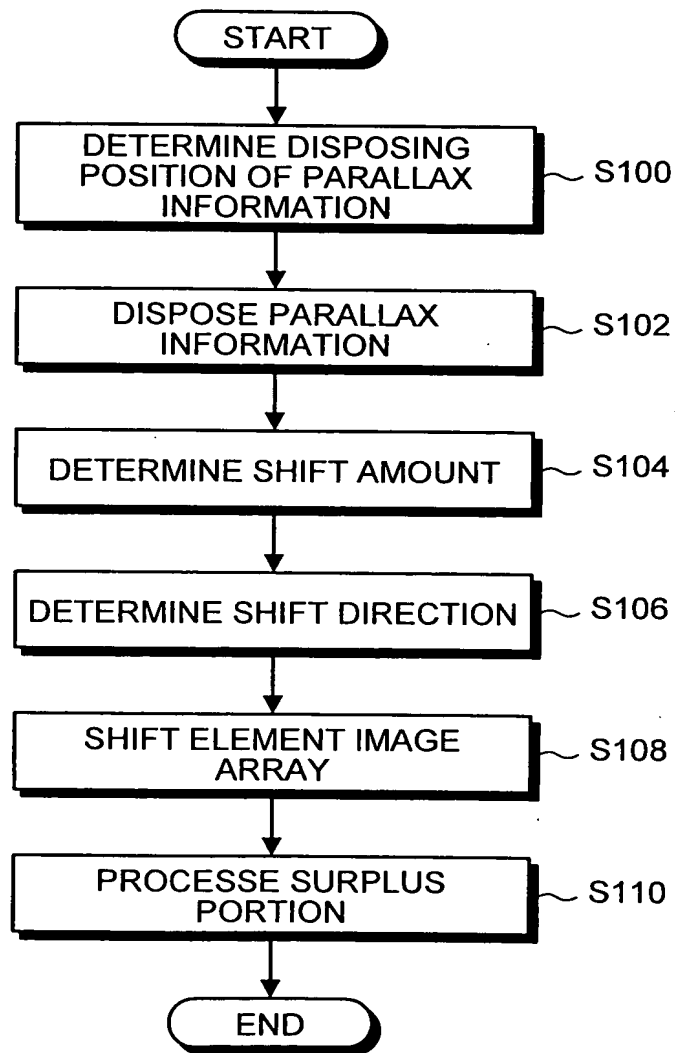 START
DETERMINE DISPOSING
POSITION OF PARALLAX
INFORMATION
S100
DISPOSE PARALLAX
INFORMATION
S102
DETERMINE SHIFT AMOUNT
S104
DETERMINE SHIFT DIRECTION
S106
SHIFT ELEMENT IMAGE
ARRAY
S108
PROCESSE SURPLUS
PORTION
S110
END